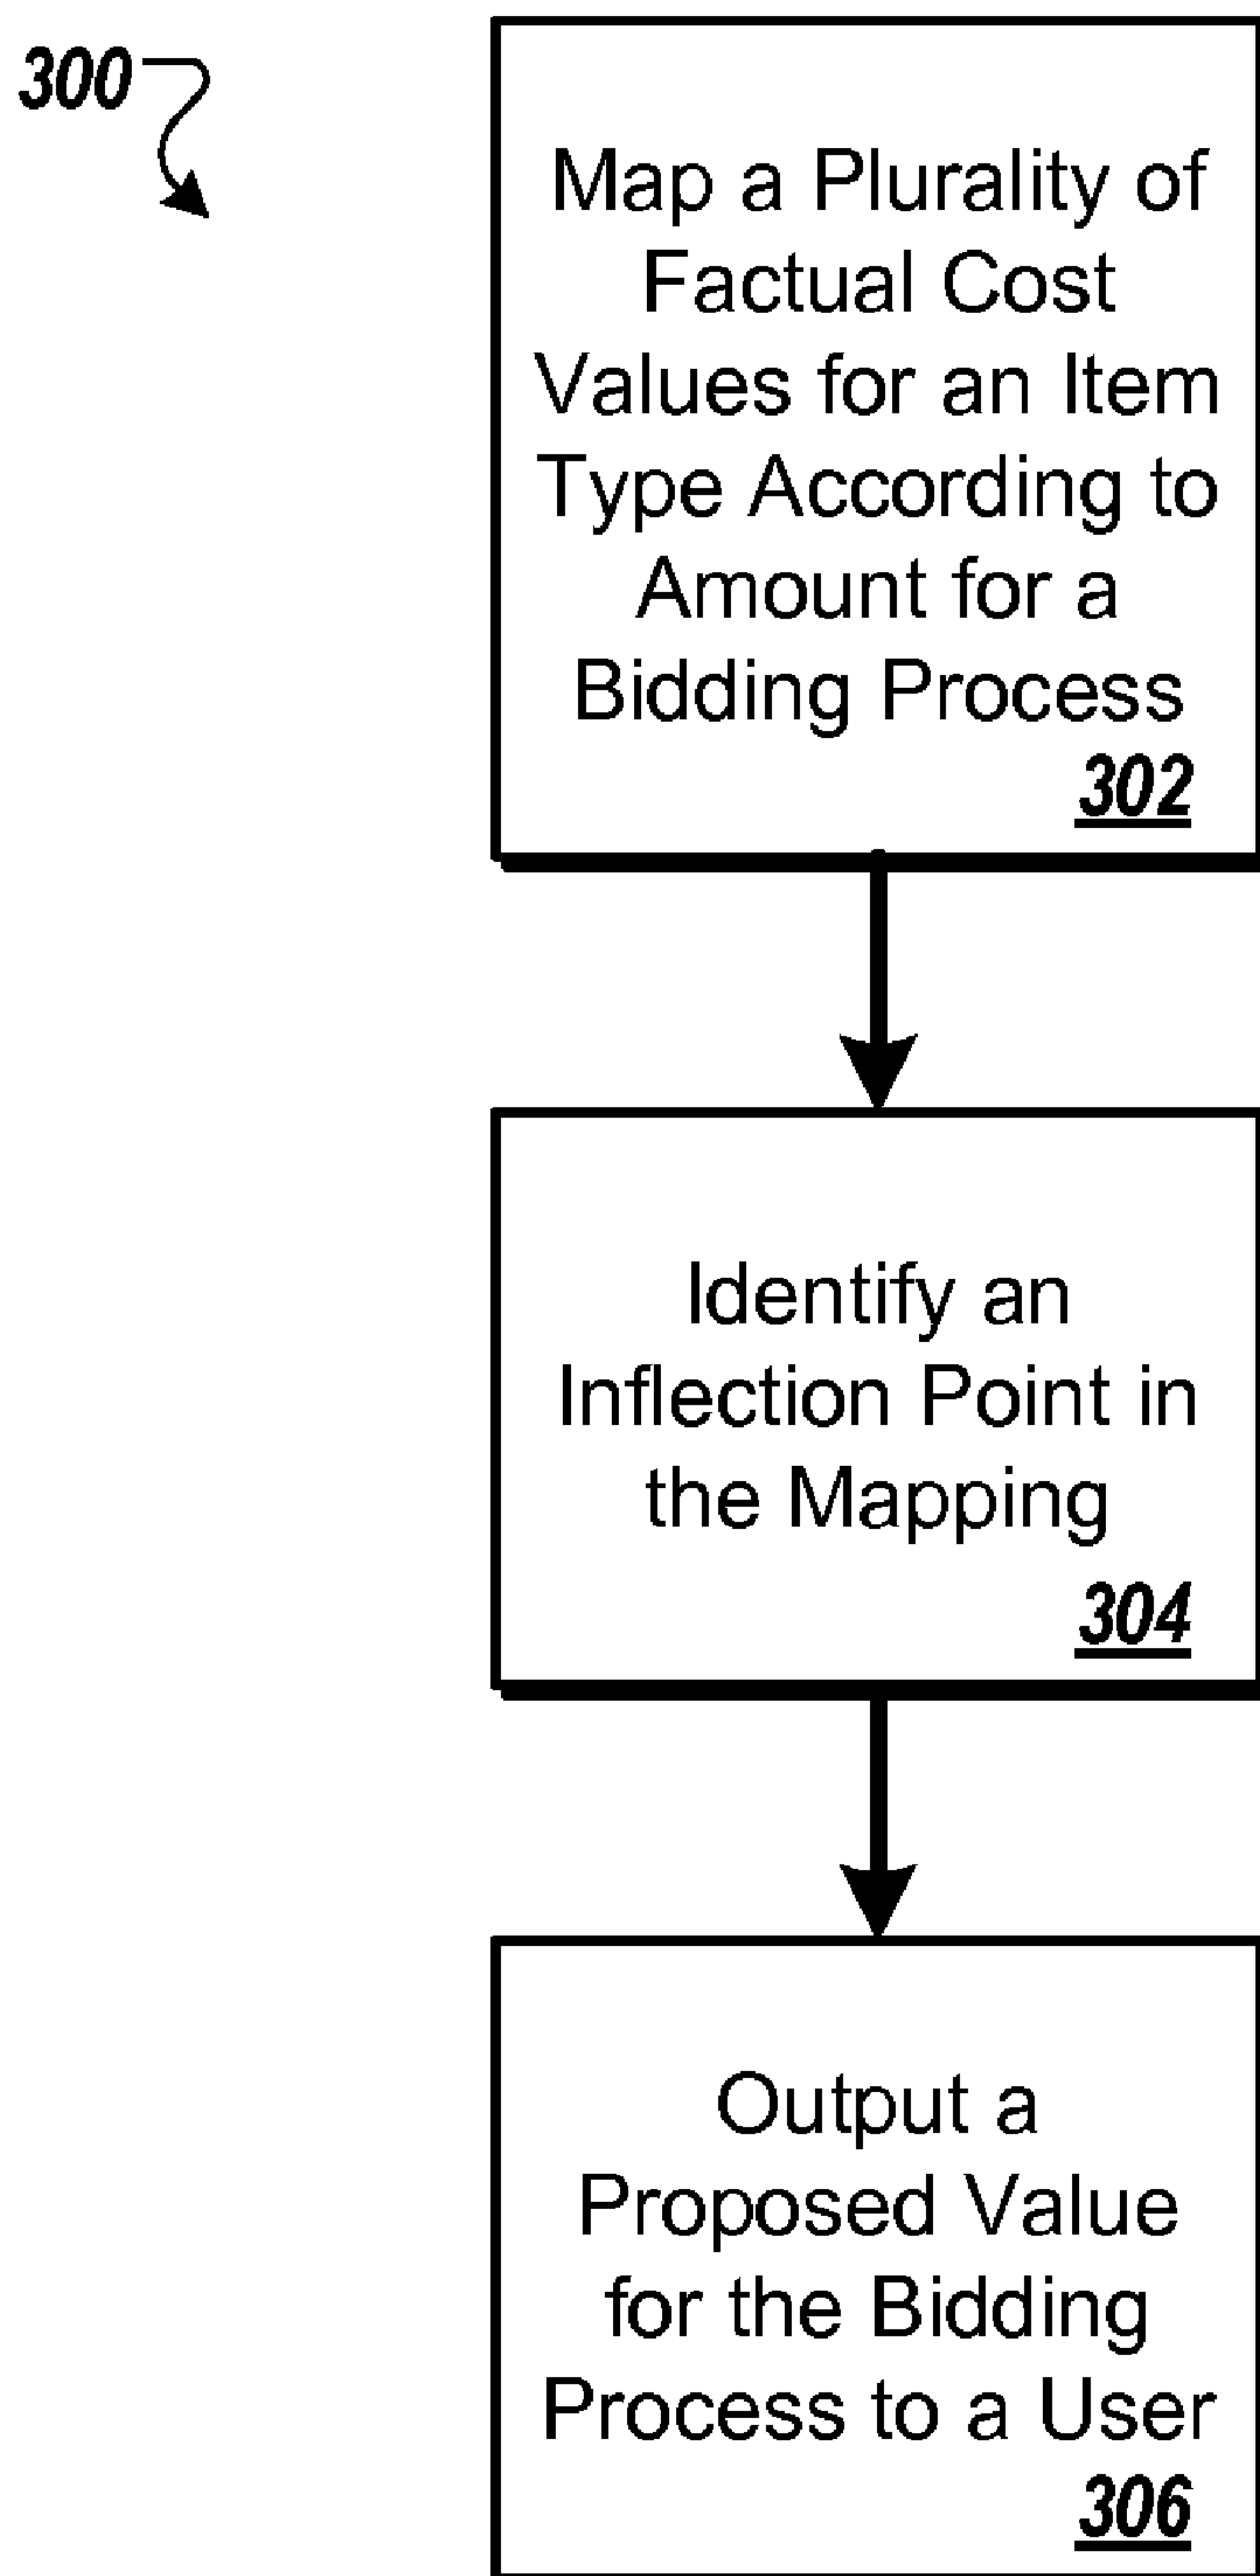 300
Map a Plurality of
Factual Cost
Values for an Item
Type According to
Amount for a
Bidding Process
302
Identify an
Inflection Point in
the Mapping
304
Output a
Proposed Value
for the Bidding
Process to a User
306